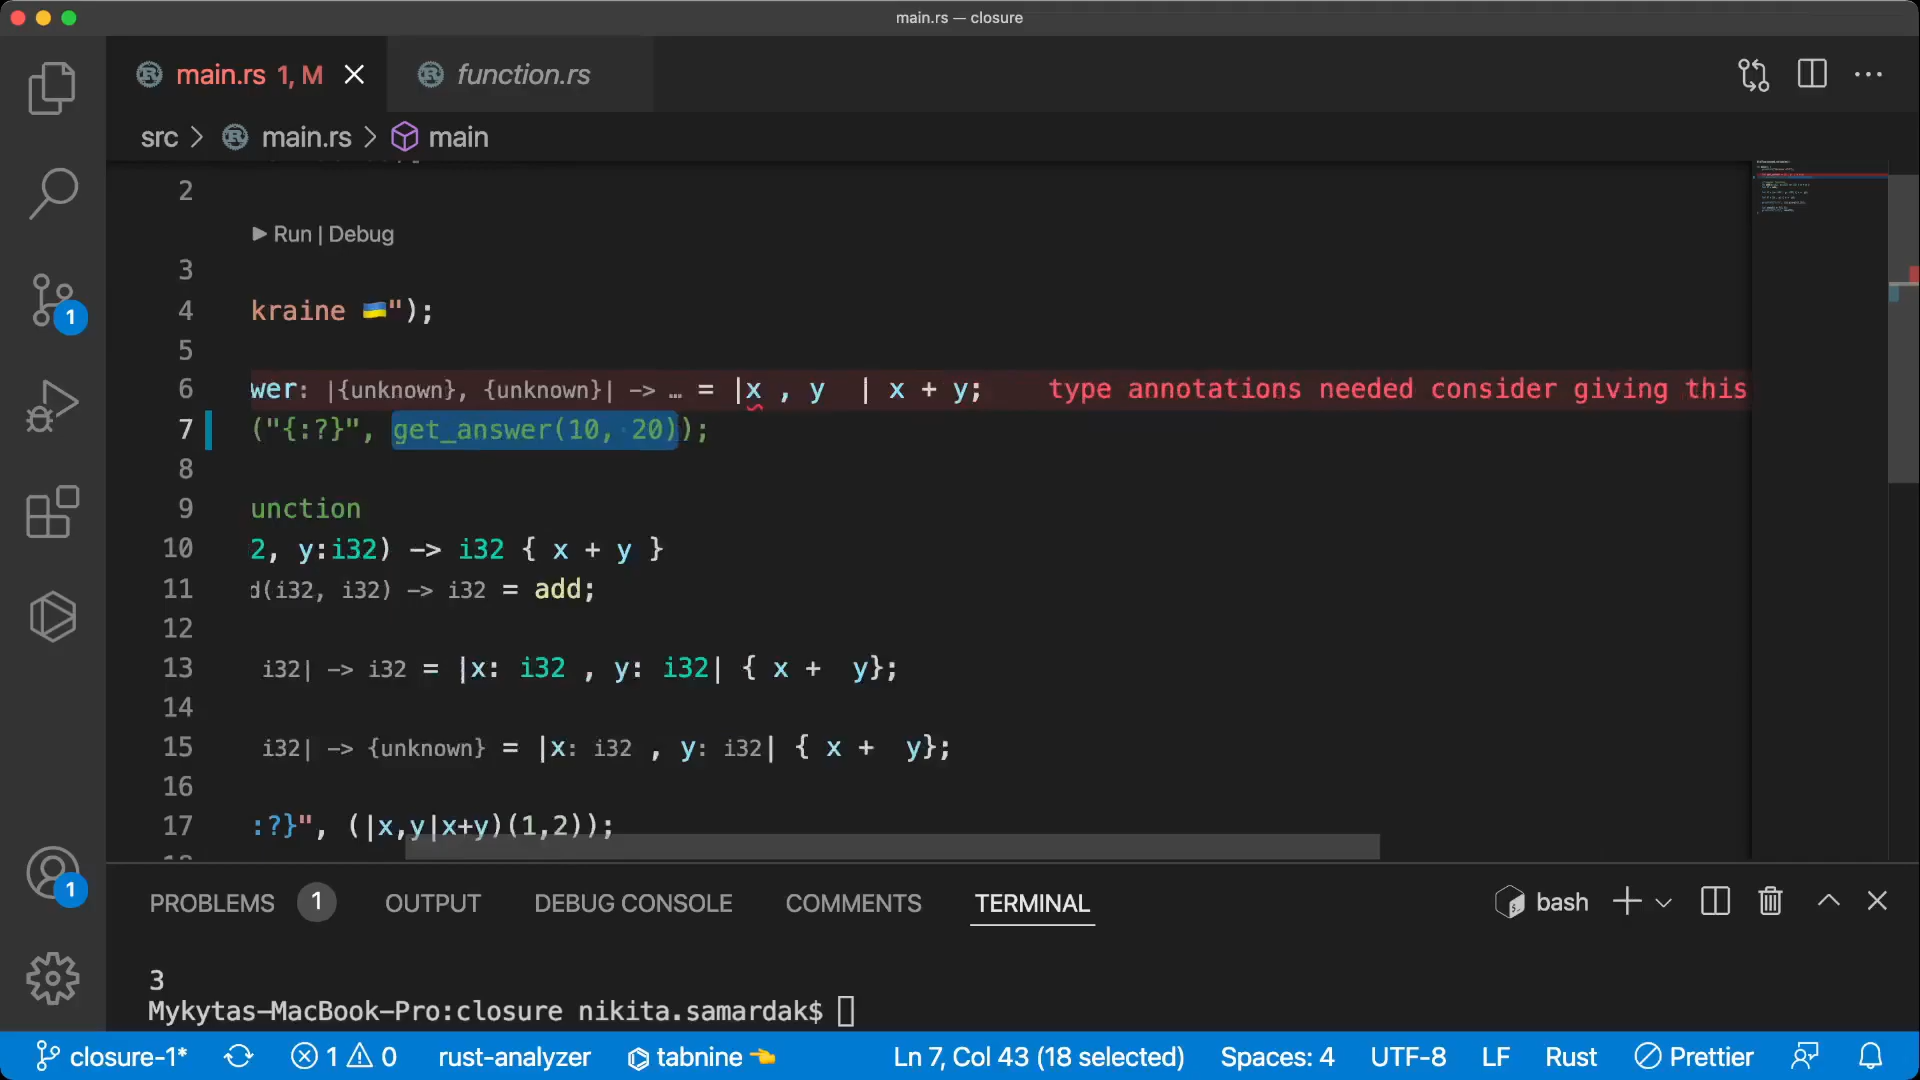 main.rs — closure
main.rs 1, M
function.rs
src > main.rs > main
2
Run | Debug
3
4 kraine 🇺🇦");
5
6 wer: |{unknown}, {unknown}| -> … = |x , y  | x + y; type annotations needed consider giving this
7 ("{:?}", get_answer(10, 20));
8
9 unction
10 2, y:i32) -> i32 { x + y }
11 d(i32, i32) -> i32 = add;
12
13 i32| -> i32 = |x: i32 , y: i32| { x +  y};
14
15 i32| -> {unknown} = |x: i32 , y: i32| { x +  y};
16
17 :?}", (|x,y|x+y)(1,2));
1
1
PROBLEMS 1 OUTPUT DEBUG CONSOLE COMMENTS TERMINAL bash
3
Mykytas-MacBook-Pro:closure nikita.samardak$
closure-1* 1 0 rust-analyzer tabnine 👈 Ln 7, Col 43 (18 selected) Spaces: 4 UTF-8 LF Rust Prettier